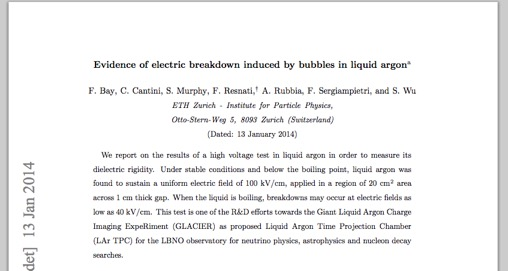 Evidence of electric breakdown induced by bubbles in liquid argonᵃ
F. Bay, C. Cantini, S. Murphy, F. Resnati,† A. Rubbia, F. Sergiampietri, and S. Wu
ETH Zurich - Institute for Particle Physics,
Otto-Stern-Weg 5, 8093 Zurich (Switzerland)
(Dated: 13 January 2014)
We report on the results of a high voltage test in liquid argon in order to measure its
dielectric rigidity. Under stable conditions and below the boiling point, liquid argon was
found to sustain a uniform electric field of 100 kV/cm, applied in a region of 20 cm² area
across 1 cm thick gap. When the liquid is boiling, breakdowns may occur at electric fields as
low as 40 kV/cm. This test is one of the R&D efforts towards the Giant Liquid Argon Charge
Imaging ExpeRiment (GLACIER) as proposed Liquid Argon Time Projection Chamber
(LAr TPC) for the LBNO observatory for neutrino physics, astrophysics and nucleon decay
searches.
det] 13 Jan 2014